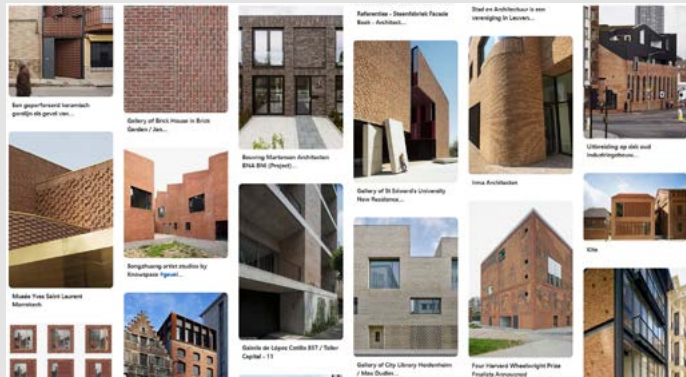 Een geperforeerd keramisch
gordijn als gevel van...
Musée Yves Saint Laurent
Marrakech
Gallery of Brick House in Brick
Garden / Jan...
Songzhuang artist studios by
Knowspace #gevel...
Bouwing Martenson Architecten
BNA BNI (Project)...
Galería de López Cotilla 857 / Taller
Capital - 11
Referenties - Steenfabriek Facade
Book - Architect...
Gallery of St Edward's University
New Residence...
Gallery of City Library Heidenheim
/ Max Dudler...
Stad en Architectuur is een
vereniging in Leuven...
Irma Architecten
Four Harvard Wheelwright Prize
Finalists Announced
Uitbreiding op dak oud
industriegebouw...